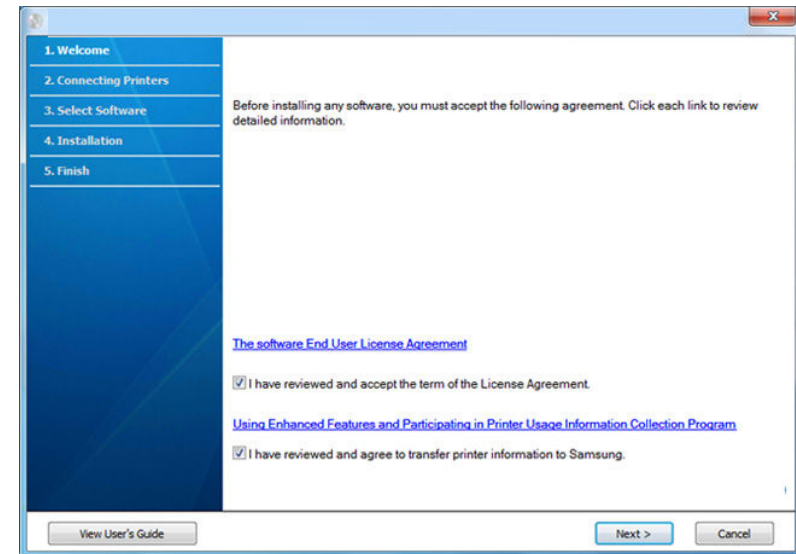 1. Welcome
2. Connecting Printers
3. Select Software
4. Installation
5. Finish
Before installing any software, you must accept the following agreement. Click each link to review
detailed information.
The software End User License Agreement
I have reviewed and accept the term of the License Agreement.
Using Enhanced Features and Participating in Printer Usage Information Collection Program
I have reviewed and agree to transfer printer information to Samsung.
View User's Guide
Next >
Cancel